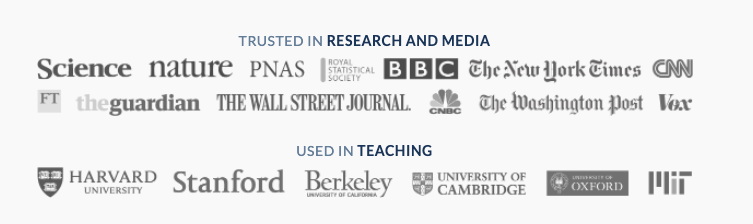 TRUSTED IN RESEARCH AND MEDIA
Science nature PNAS ROYAL STATISTICAL SOCIETY BBC The New York Times CNN
FT theguardian THE WALL STREET JOURNAL. CNBC The Washington Post Vox
USED IN TEACHING
HARVARD UNIVERSITY Stanford Berkeley UNIVERSITY OF CALIFORNIA UNIVERSITY OF CAMBRIDGE UNIVERSITY OF OXFORD MIT